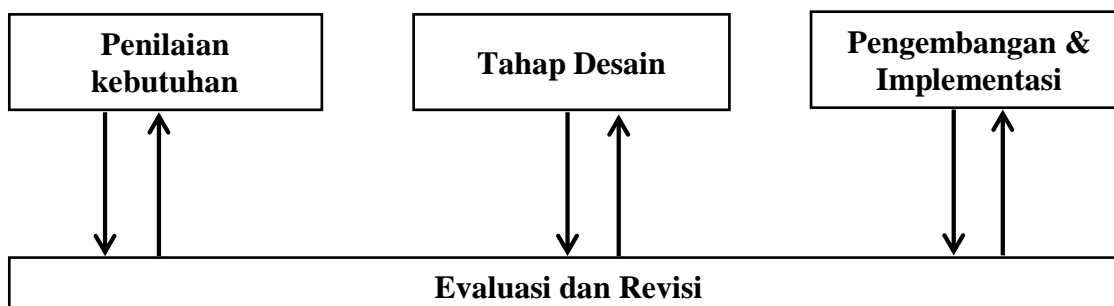 Penilaian
kebutuhan
Tahap Desain
Pengembangan &
Implementasi
Evaluasi dan Revisi